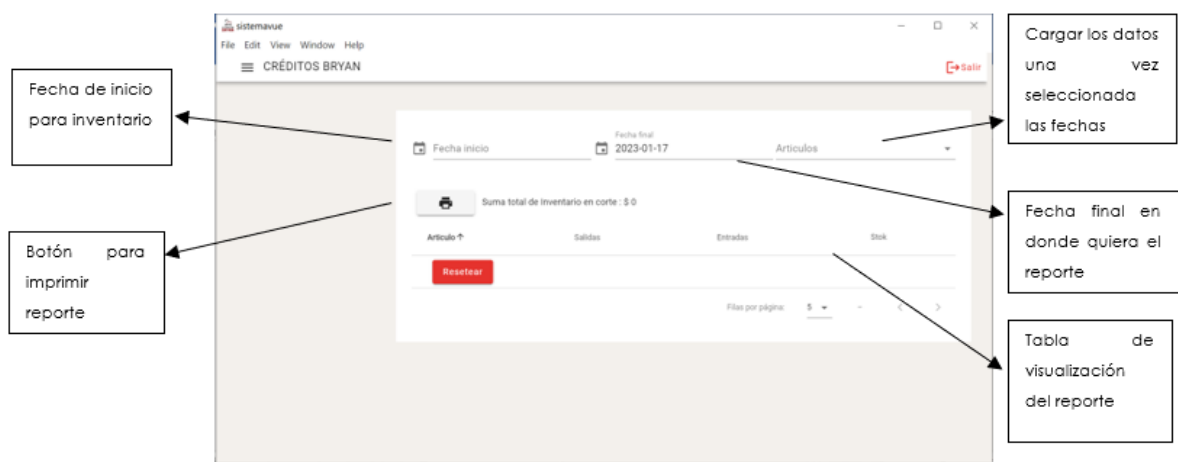 sistemavue
File Edit View Window Help
CRÉDITOS BRYAN
Salir
Fecha de inicio
para inventario
Cargar los datos
una vez
seleccionada
las fechas
Fecha inicio
Fecha final
2023-01-17
Articulos
Suma total de Inventario en corte : $ 0
Fecha final en
donde quiera el
reporte
Botón para
imprimir
reporte
Articulo Salidas Entradas Stok
Resetear
Filas por página: 5 -
Tabla de
visualización
del reporte